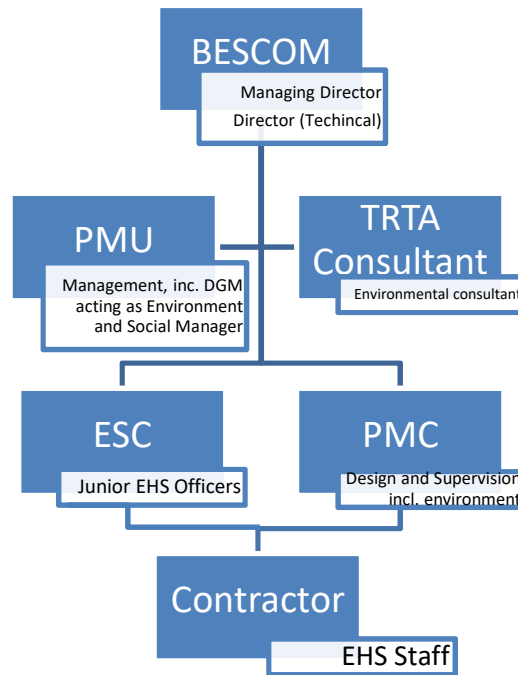 BESCOM
Managing Director
Director (Techincal)
PMU
Management, inc. DGM
acting as Environment
and Social Manager
TRTA
Consultant
Environmental consultant
ESC
Junior EHS Officers
PMC
Design and Supervision
incl. environment
Contractor
EHS Staff